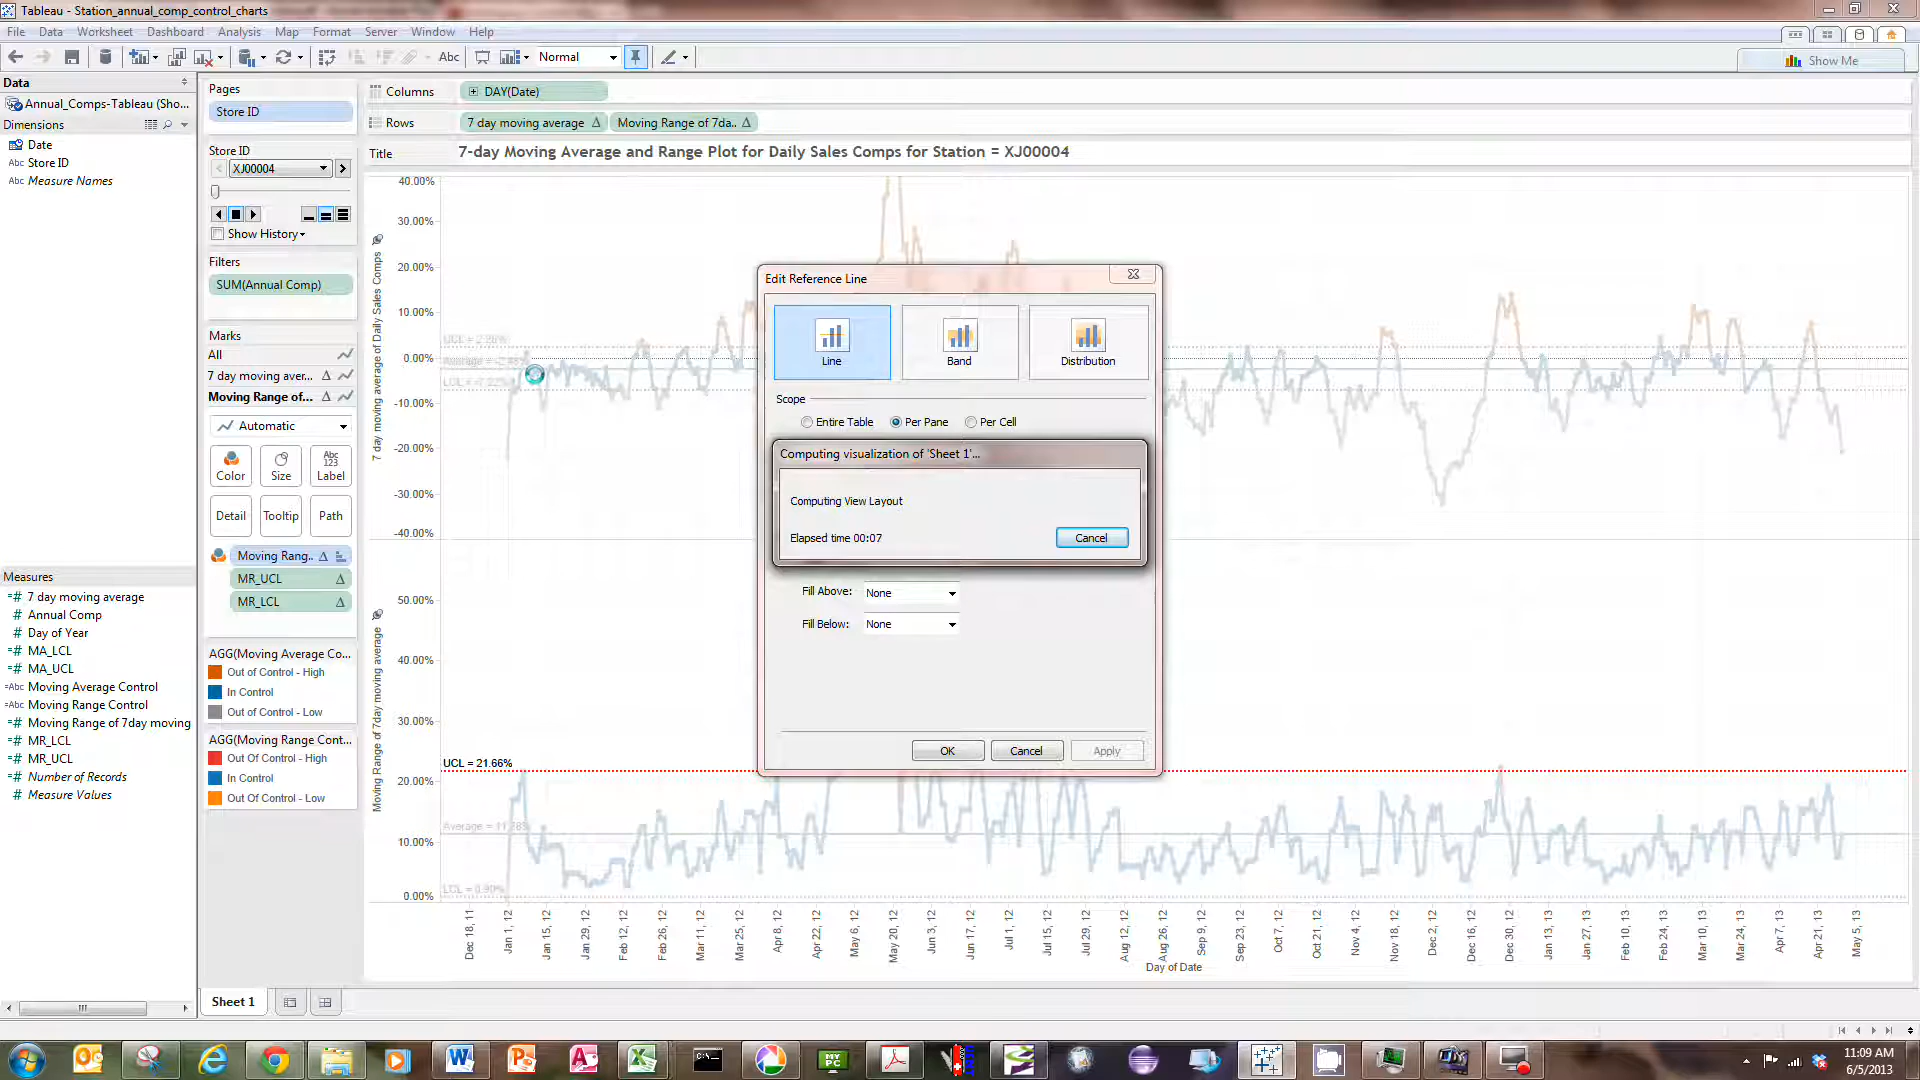 Tableau - Station_annual_comp_control_charts
File Data Worksheet Dashboard Analysis Map Format Server Window Help
Abc Normal
Show Me
Data
Annual_Comps-Tableau (Sho...
Dimensions
Date
Abc Store ID
Abc Measure Names
Measures
=# 7 day moving average
# Annual Comp
# Day of Year
=# MA_LCL
=# MA_UCL
=Abc Moving Average Control
=Abc Moving Range Control
=# Moving Range of 7day moving
=# MR_LCL
=# MR_UCL
=# Number of Records
# Measure Values
Pages
Store ID
Store ID
XJ00004
Show History
Filters
SUM(Annual Comp)
Marks
All
7 day moving aver... Δ
Moving Range of... Δ
Automatic
Color Size Abc 123 Label
Detail Tooltip Path
Moving Rang.. Δ
MR_UCL Δ
MR_LCL Δ
AGG(Moving Average Co...
Out of Control - High
In Control
Out of Control - Low
AGG(Moving Range Cont...
Out Of Control - High
In Control
Out Of Control - Low
Columns DAY(Date)
Rows 7 day moving average Δ Moving Range of 7da.. Δ
Title 7-day Moving Average and Range Plot for Daily Sales Comps for Station = XJ00004
7 day moving average of Daily Sales Comps
40.00%
30.00%
20.00%
10.00%
0.00%
-10.00%
-20.00%
-30.00%
-40.00%
Moving Range of 7day moving average
50.00%
40.00%
30.00%
20.00%
10.00%
0.00%
UCL = 21.66%
Average = 11.28%
LCL = 0.90%
Dec 18, 11
Jan 1, 12
Jan 15, 12
Jan 29, 12
Feb 12, 12
Feb 26, 12
Mar 11, 12
Mar 25, 12
Apr 8, 12
Apr 22, 12
May 6, 12
May 20, 12
Jun 3, 12
Jun 17, 12
Jul 1, 12
Jul 15, 12
Jul 29, 12
Aug 12, 12
Aug 26, 12
Sep 9, 12
Sep 23, 12
Oct 7, 12
Oct 21, 12
Nov 4, 12
Nov 18, 12
Dec 2, 12
Dec 16, 12
Dec 30, 12
Jan 13, 13
Jan 27, 13
Feb 10, 13
Feb 24, 13
Mar 10, 13
Mar 24, 13
Apr 7, 13
Apr 21, 13
May 5, 13
Day of Date
Edit Reference Line
Line Band Distribution
Scope
Entire Table Per Pane Per Cell
Computing visualization of 'Sheet 1'...
Computing View Layout
Elapsed time 00:07 Cancel
Fill Above: None
Fill Below: None
OK Cancel Apply
Sheet 1
MY PC
11:09 AM
6/5/2013